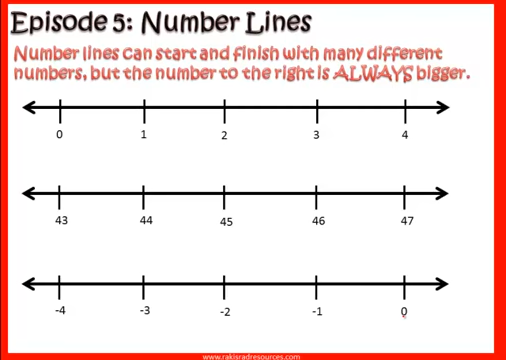 Episode 5: Number Lines
Number lines can start and finish with many different
numbers, but the number to the right is ALWAYS bigger.
0 1 2 3 4
43 44 45 46 47
-4 -3 -2 -1 0
www.rakisradresources.com